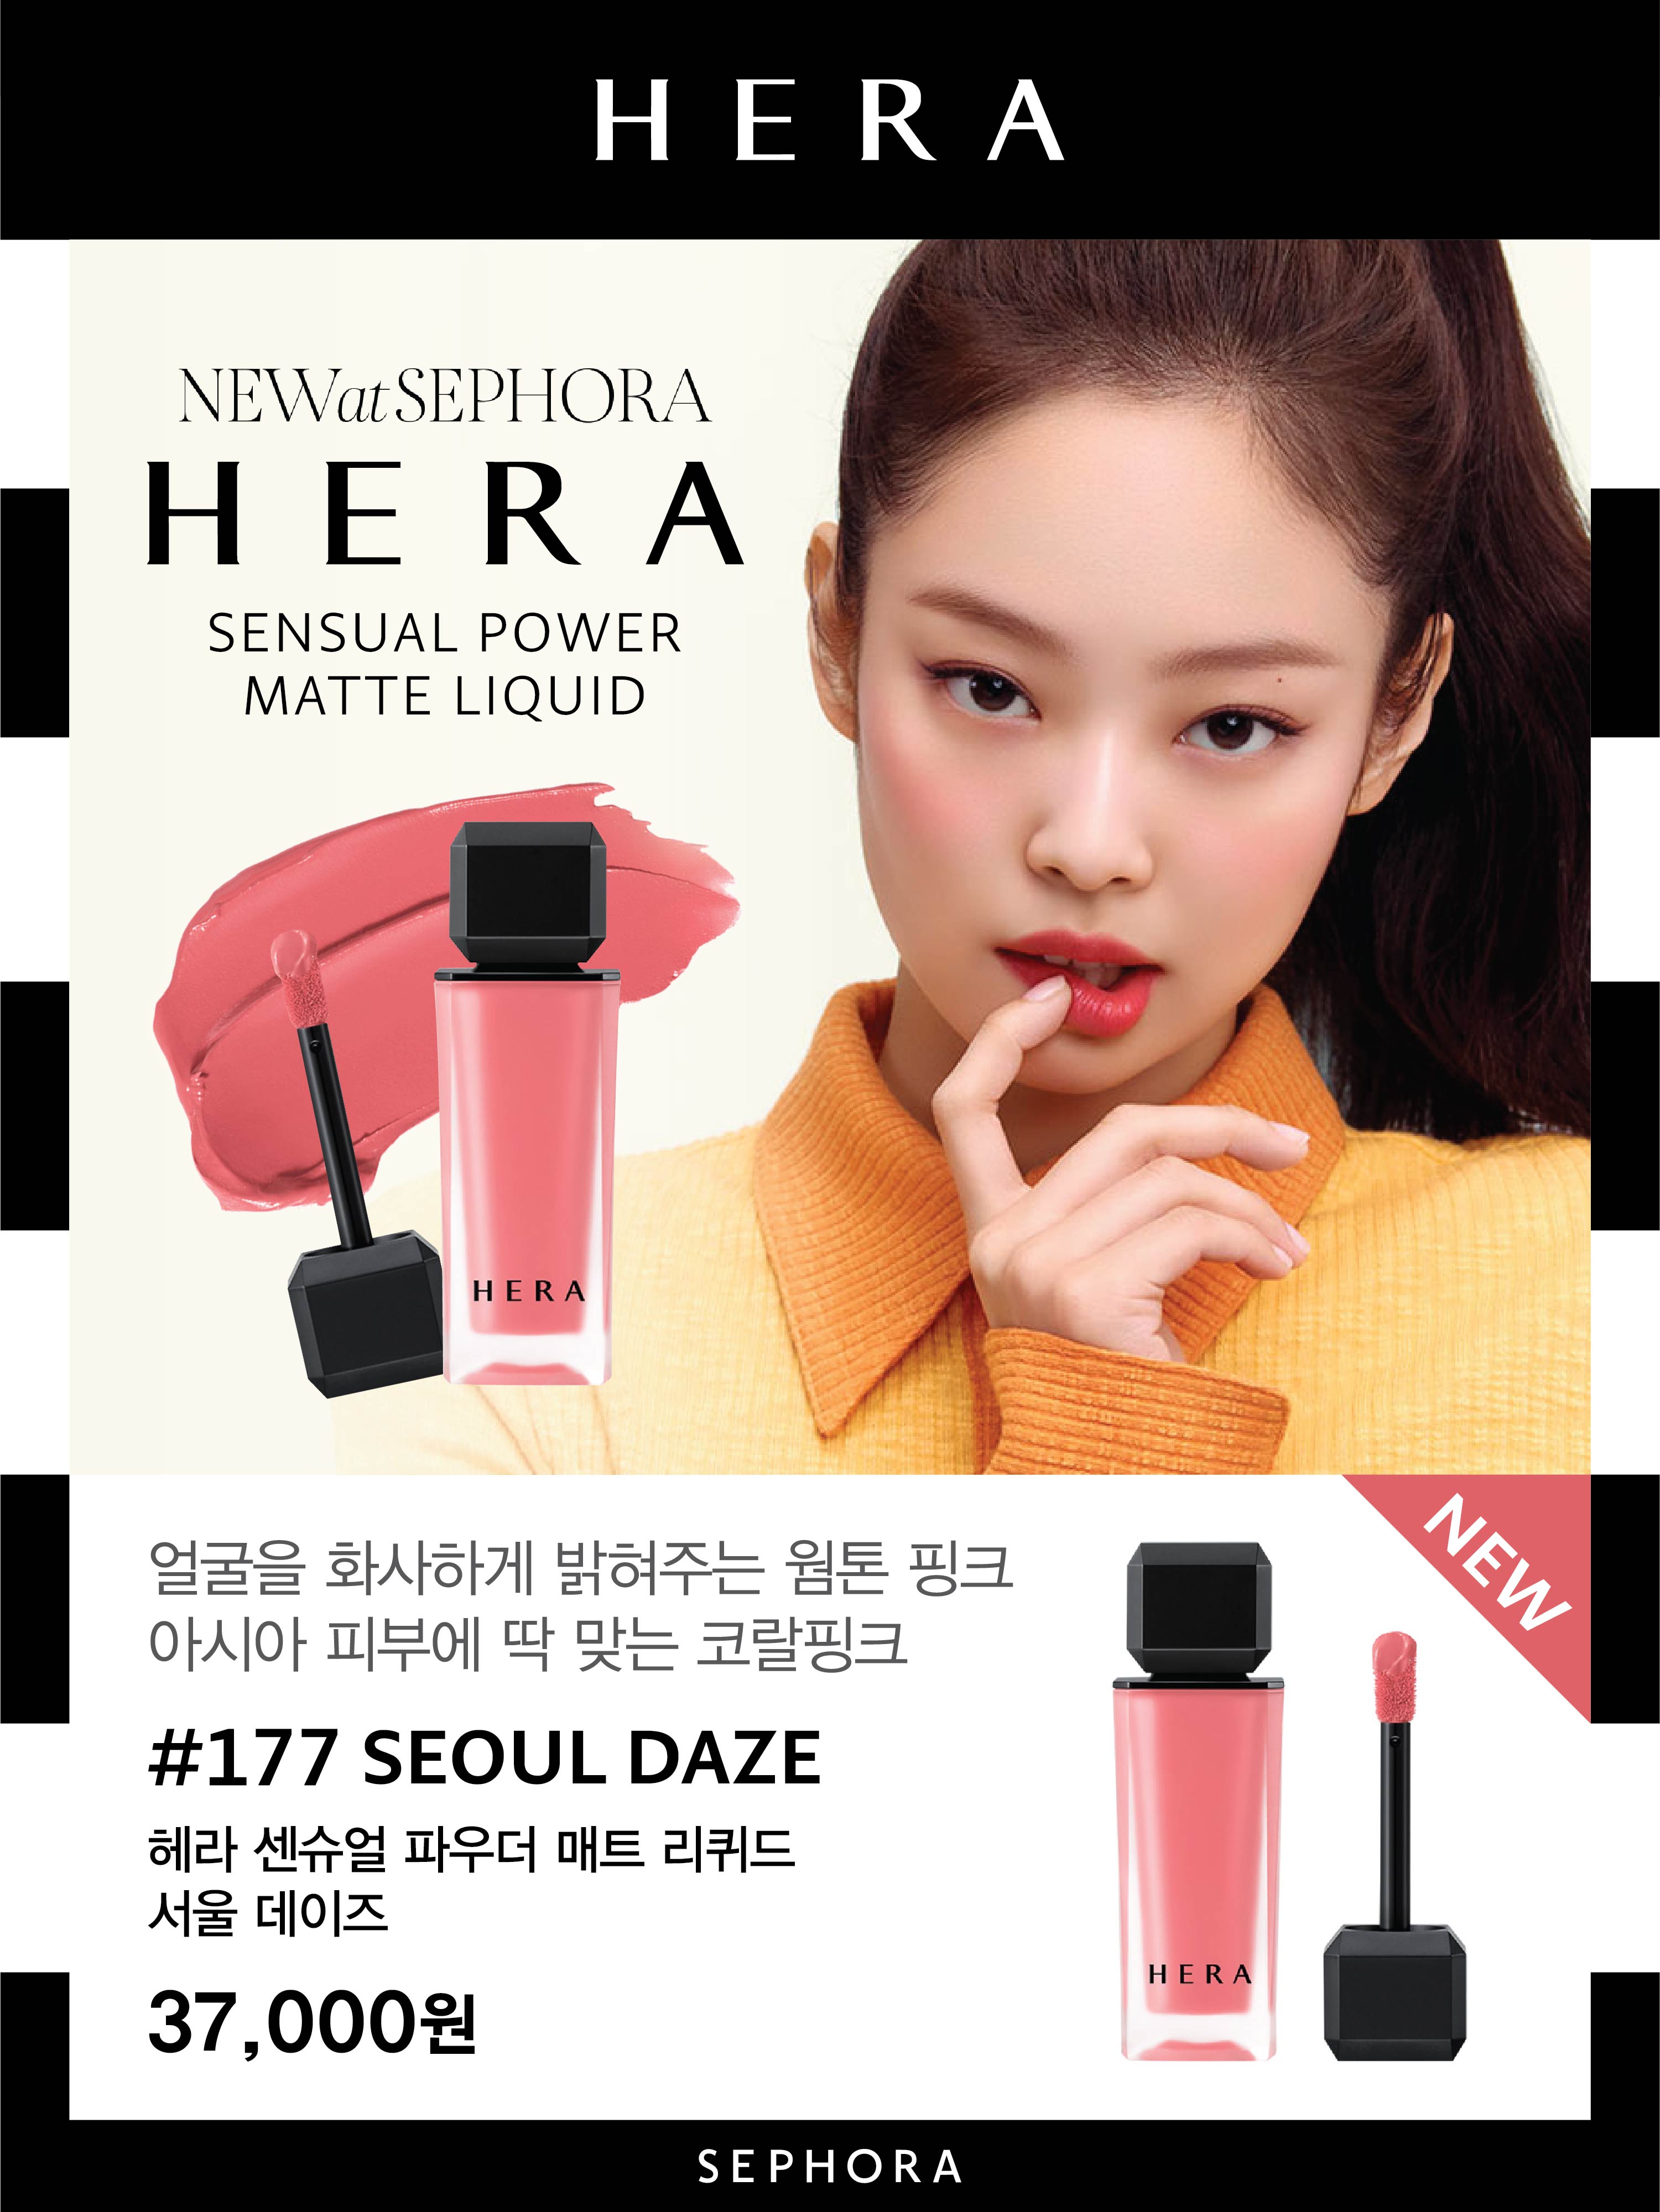 HERA
NEW at SEPHORA
HERA
SENSUAL POWER
MATTE LIQUID
HERA
NEW
얼굴을 화사하게 밝혀주는 웜톤 핑크
아시아 피부에 딱 맞는 코랄핑크
#177 SEOUL DAZE
헤라 센슈얼 파우더 매트 리퀴드
서울 데이즈
37,000원
HERA
SEPHORA